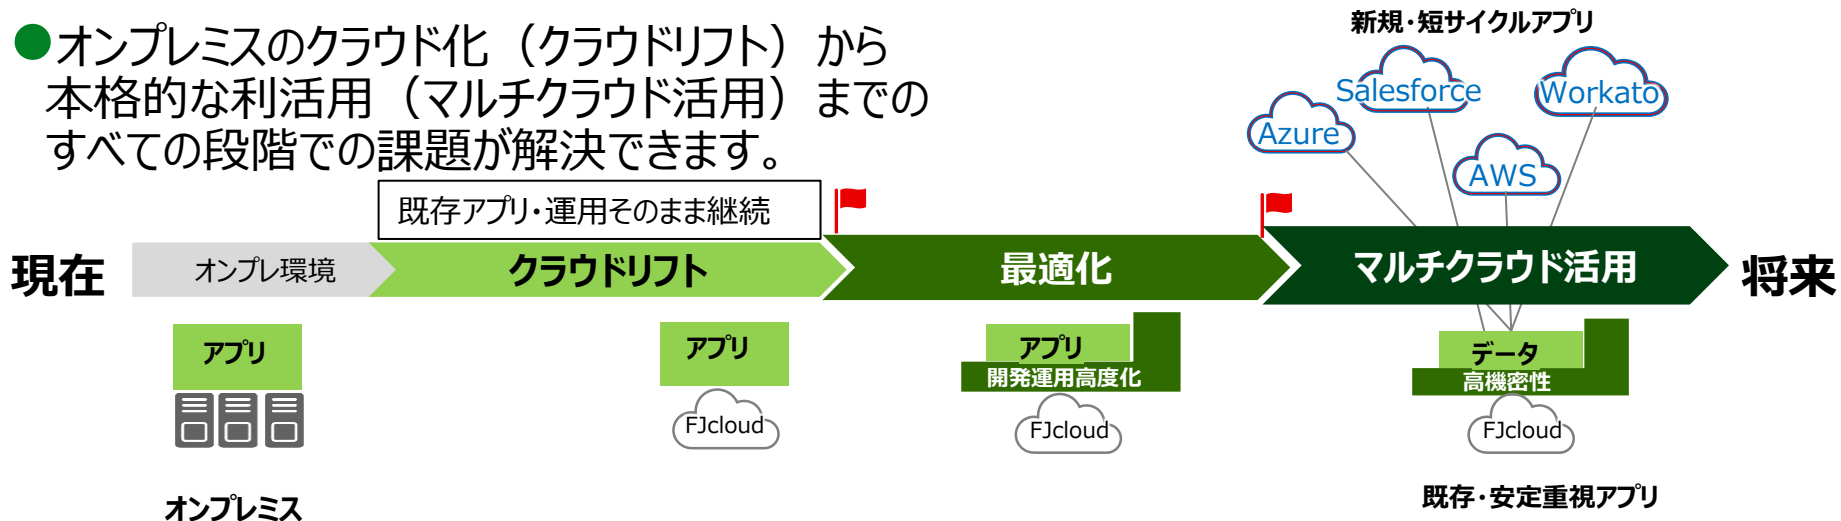 ●オンプレミスのクラウド化（クラウドリフト）から
本格的な利活用（マルチクラウド活用）までの
すべての段階での課題が解決できます。
新規・短サイクルアプリ
Salesforce
Workato
Azure
AWS
既存アプリ・運用そのまま継続
現在
オンプレ環境
クラウドリフト
最適化
マルチクラウド活用
将来
アプリ
アプリ
アプリ
開発運用高度化
データ
高機密性
FJcloud
FJcloud
FJcloud
オンプレミス
既存・安定重視アプリ